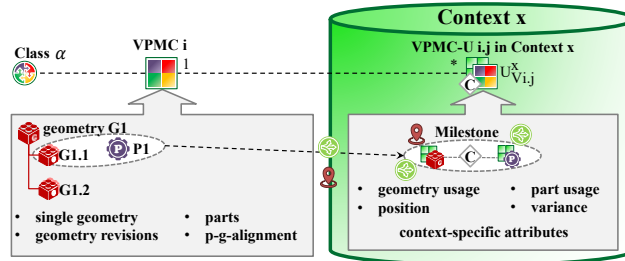 Context x
VPMC i
VPMC-U i.j in Context x
Class α
1
*
C
U^x_Vi.j
geometry G1
G1.1
P
P1
G1.2
Milestone
C
P
• single geometry
• geometry revisions
• parts
• p-g-alignment
• geometry usage
• position
• part usage
• variance
context-specific attributes